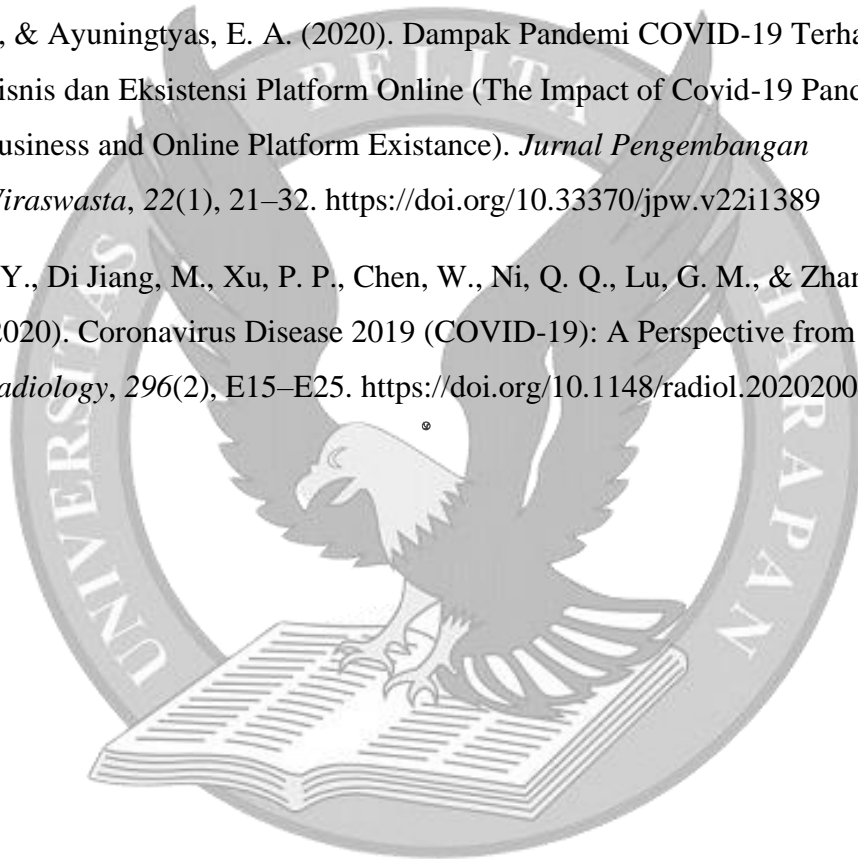 , & Ayuningtyas, E. A. (2020). Dampak Pandemi COVID-19 Terha
isnis dan Eksistensi Platform Online (The Impact of Covid-19 Pand
usiness and Online Platform Existance). Jurnal Pengembangan
iraswasta, 22(1), 21–32. https://doi.org/10.33370/jpw.v22i1389
Y., Di Jiang, M., Xu, P. P., Chen, W., Ni, Q. Q., Lu, G. M., & Zhan
2020). Coronavirus Disease 2019 (COVID-19): A Perspective from
adiology, 296(2), E15–E25. https://doi.org/10.1148/radiol.2020200
UNIVERSITAS PELITA HARAPAN